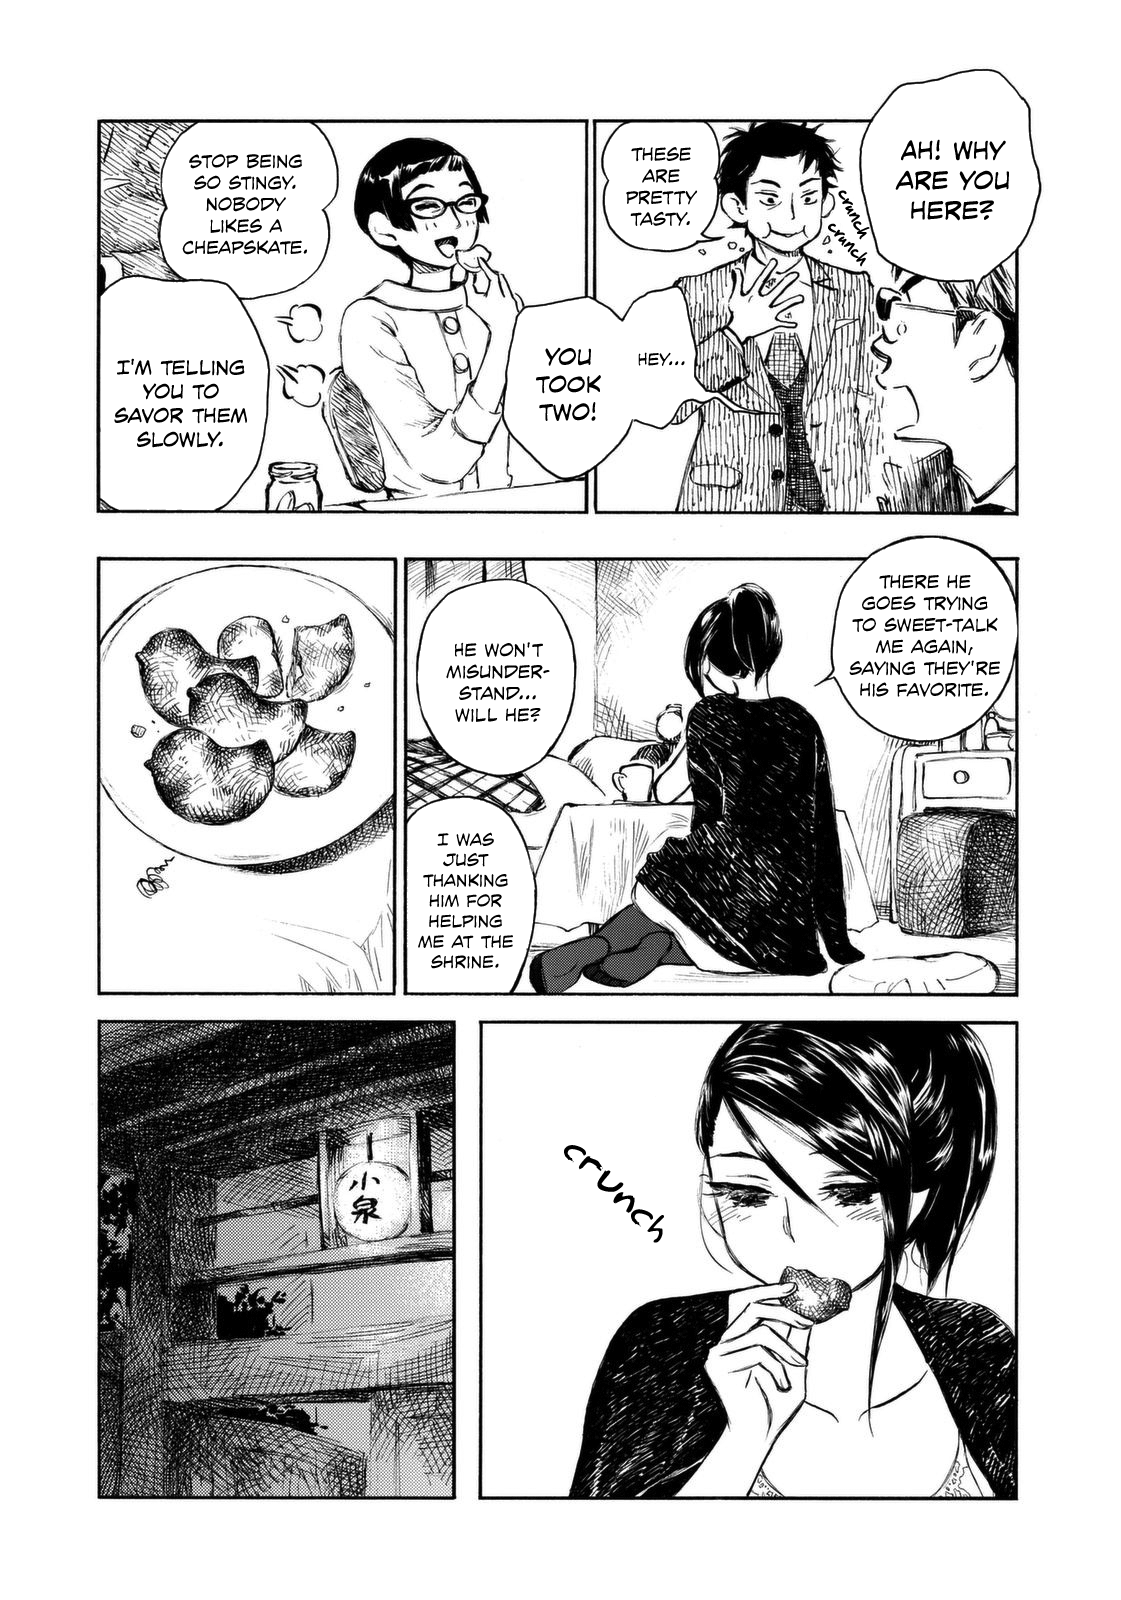 AH! WHY
ARE YOU
HERE?
THESE
ARE
PRETTY
TASTY.
crunch
crunch
HEY...
YOU
TOOK
TWO!
STOP BEING
SO STINGY.
NOBODY
LIKES A
CHEAPSKATE.
I'M TELLING
YOU TO
SAVOR THEM
SLOWLY.
THERE HE
GOES TRYING
TO SWEET-TALK
ME AGAIN,
SAYING THEY'RE
HIS FAVORITE.
HE WON'T
MISUNDER-
STAND...
WILL HE?
I WAS
JUST
THANKING
HIM FOR
HELPING
ME AT THE
SHRINE.
crunch
小泉